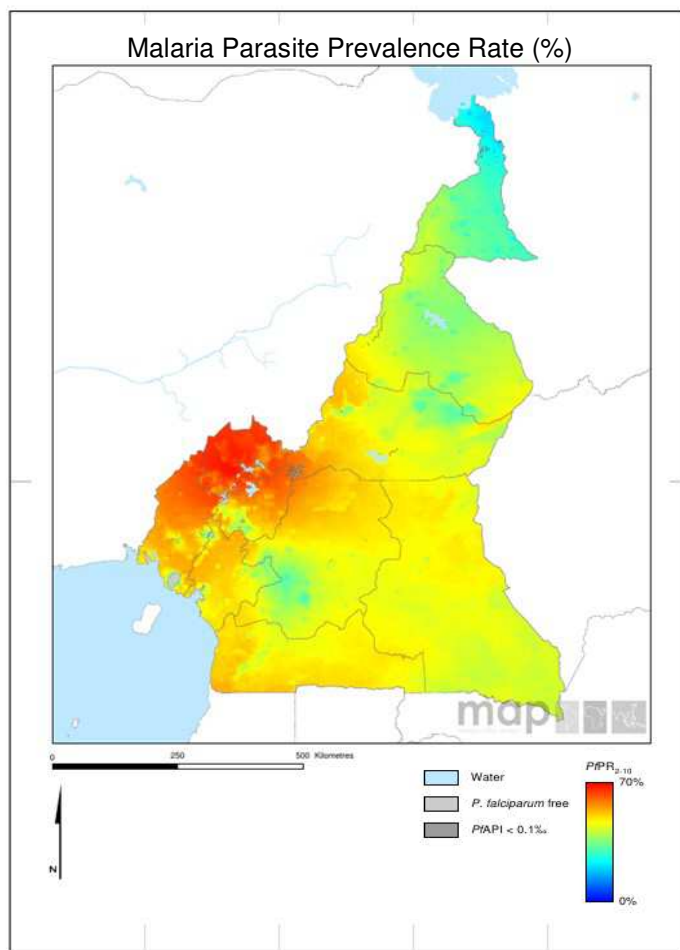 Malaria Parasite Prevalence Rate (%)
map
0 250 500 Kilometres
N
Water
P. falciparum free
PfAPI < 0.1‰
PfPR2-10
70%
0%